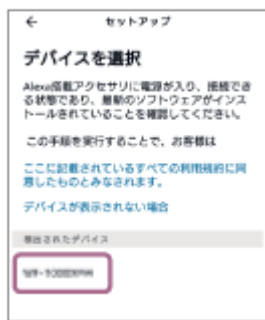 ← セットアップ
デバイスを選択
Alexa搭載アクセサリに電源が入り、接続でき
る状態であり、最新のソフトウェアがインス
トールされていることを確認してください。
この手順を実行することで、お客様は
ここに記載されているすべての利用規約に同
意したものとみなされます。
デバイスが表示されない場合
検出されたデバイス